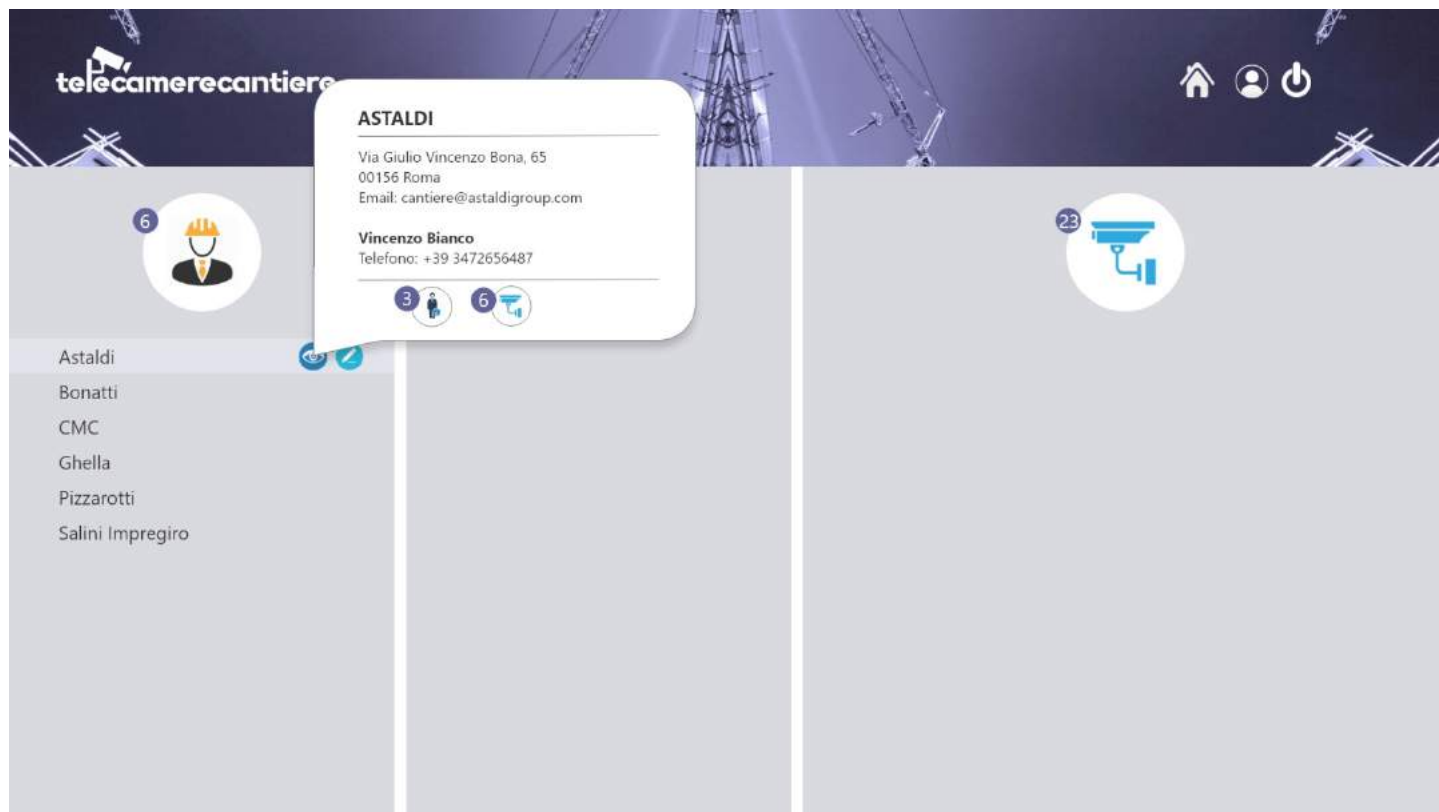 telecamerecantiere
ASTALDI
Via Giulio Vincenzo Bona, 65
00156 Roma
Email: cantiere@astaldigroup.com
Vincenzo Bianco
Telefono: +39 3472656487
3
6
6
23
Astaldi
Bonatti
CMC
Ghella
Pizzarotti
Salini Impregiro